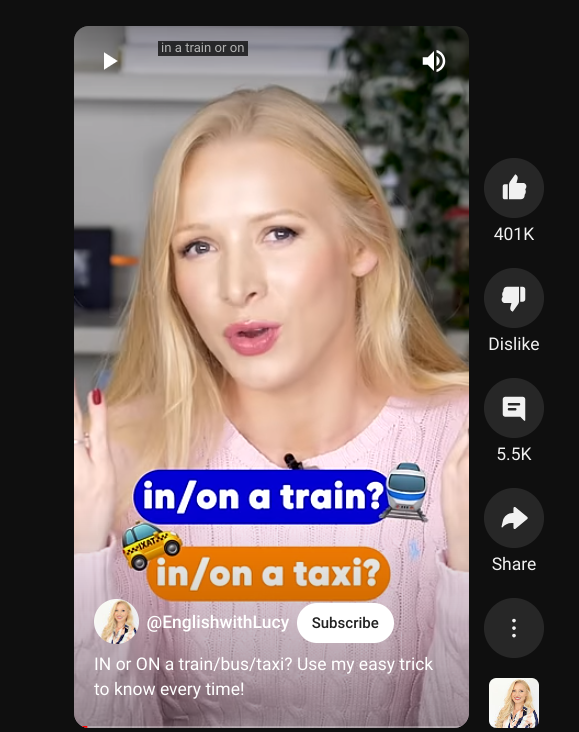 in a train or on
in/on a train?
in/on a taxi?
@EnglishwithLucy
Subscribe
IN or ON a train/bus/taxi? Use my easy trick
to know every time!
401K
Dislike
5.5K
Share